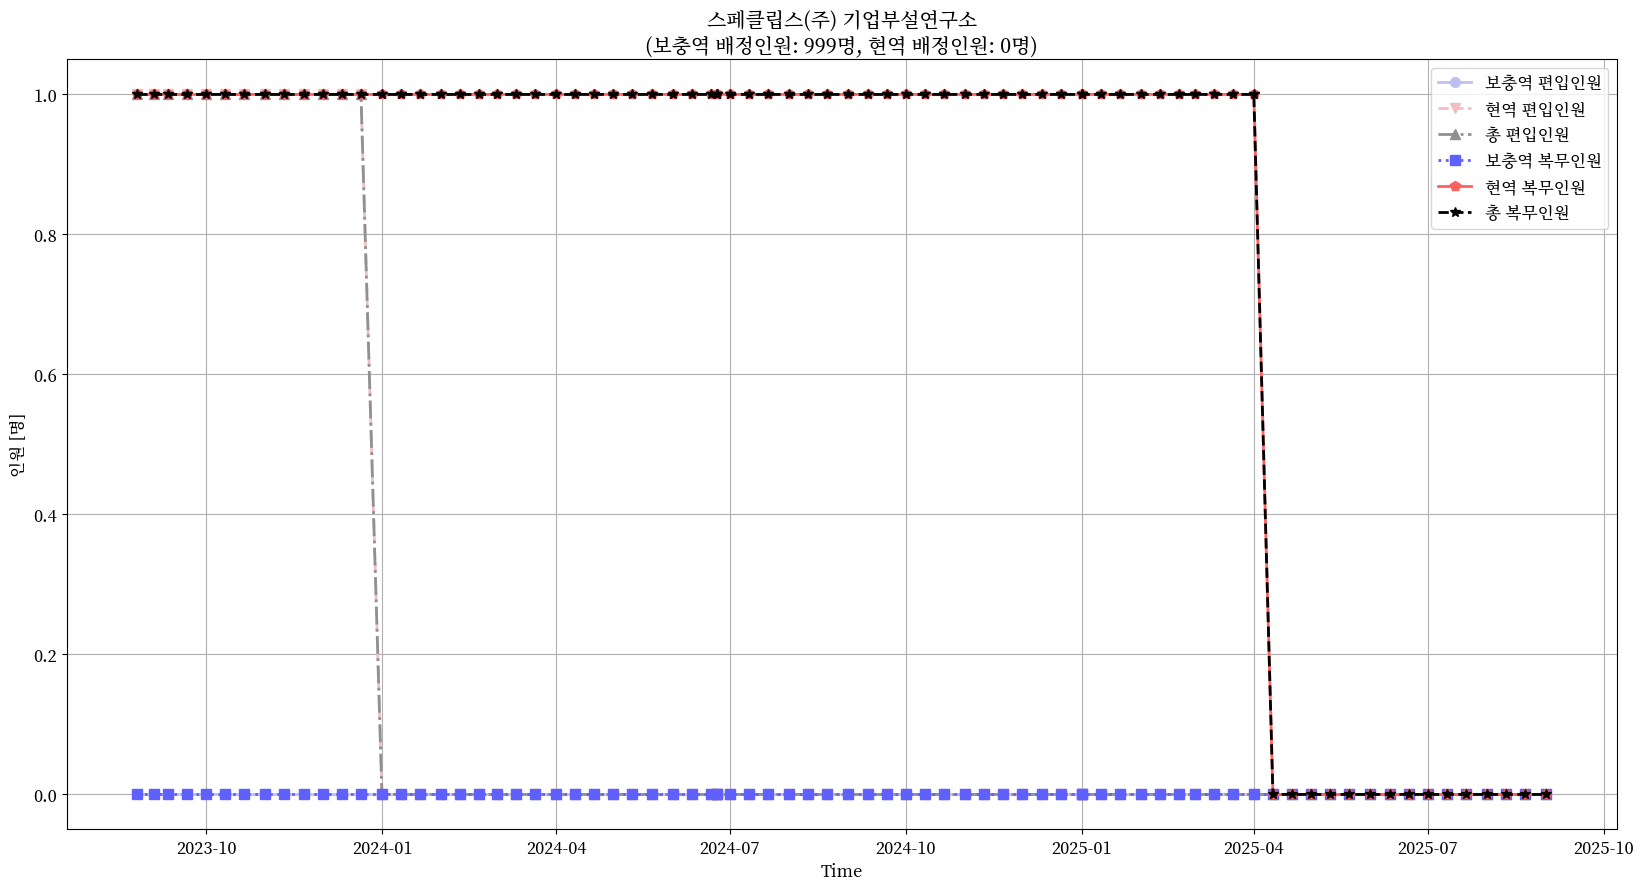 스페클립스(주) 기업부설연구소
(보충역 배정인원: 999명, 현역 배정인원: 0명)
보충역 편입인원
현역 편입인원
총 편입인원
보충역 복무인원
현역 복무인원
총 복무인원
인원 [명]
1.0
0.8
0.6
0.4
0.2
0.0
2023-10
2024-01
2024-04
2024-07
2024-10
2025-01
2025-04
2025-07
2025-10
Time